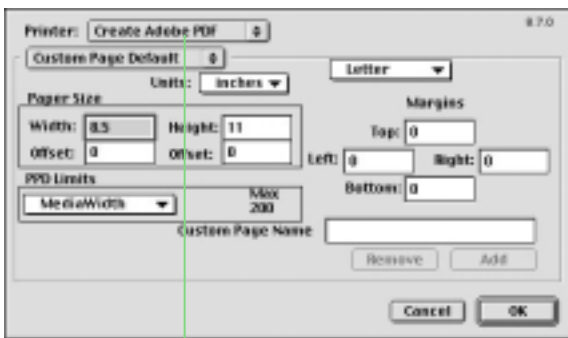 8.7.0
Printer: Create Adobe PDF
Custom Page Default
Units: inches
Letter
Paper Size
Width: 8.5 Height: 11
Offset: 0 Offset: 0
Margins
Top: 0
Left: 0 Right: 0
Bottom: 0
PPD Limits
MediaWidth
Max
200
Custom Page Name
Remove Add
Cancel OK